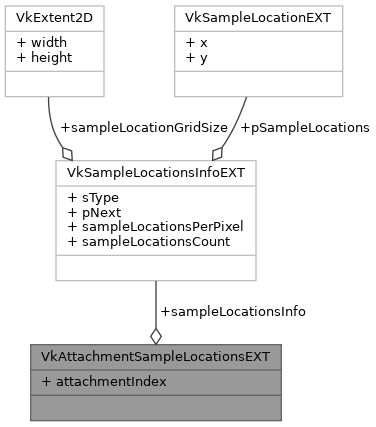 VkExtent2D
+ width
+ height
VkSampleLocationEXT
+ x
+ y
+sampleLocationGridSize
+pSampleLocations
VkSampleLocationsInfoEXT
+ sType
+ pNext
+ sampleLocationsPerPixel
+ sampleLocationsCount
+sampleLocationsInfo
VkAttachmentSampleLocationsEXT
+ attachmentIndex